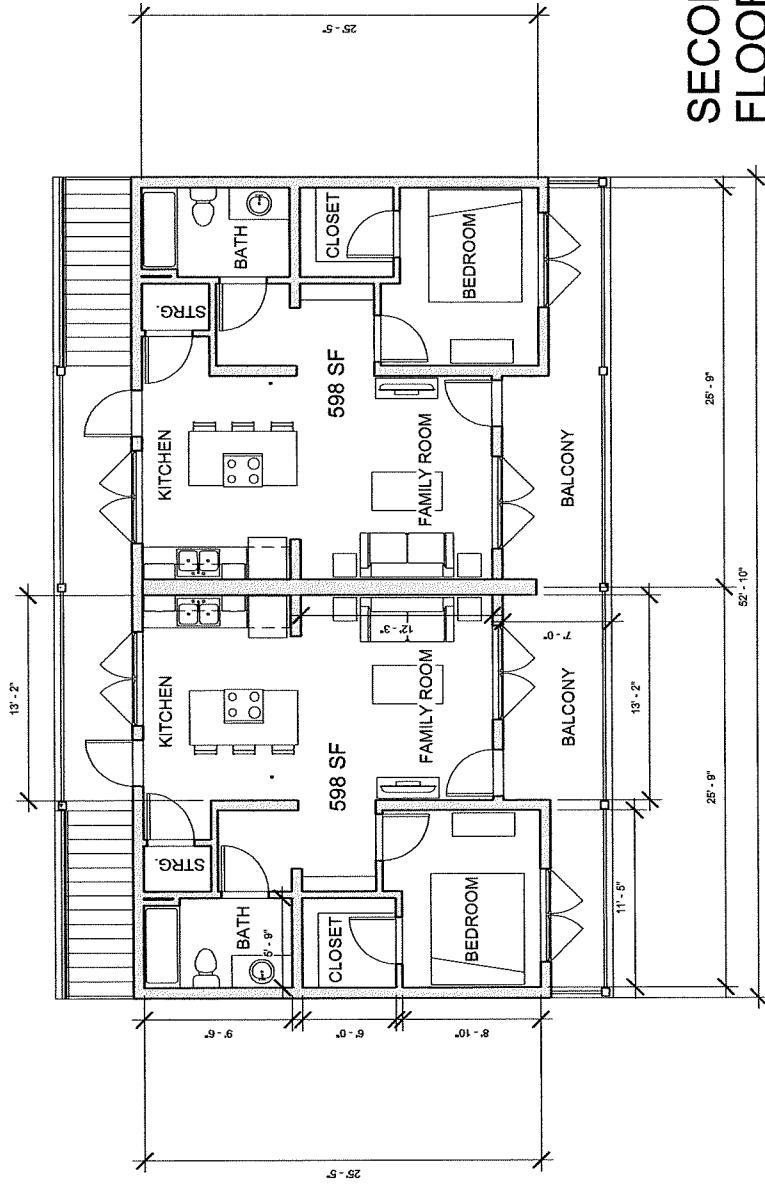 25' - 5"
SECO
FLOOR
13' - 2"
STRG.
BATH
KITCHEN
KITCHEN
BATH
STRG.
5' - 9"
9' - 6"
CLOSET
598 SF
598 SF
CLOSET
6' - 0"
12' - 3"
BEDROOM
FAMILY ROOM
FAMILY ROOM
BEDROOM
8' - 10"
25' - 5"
BALCONY
BALCONY
7' - 0"
11' - 5"
13' - 2"
25' - 9"
25' - 9"
52' - 10"